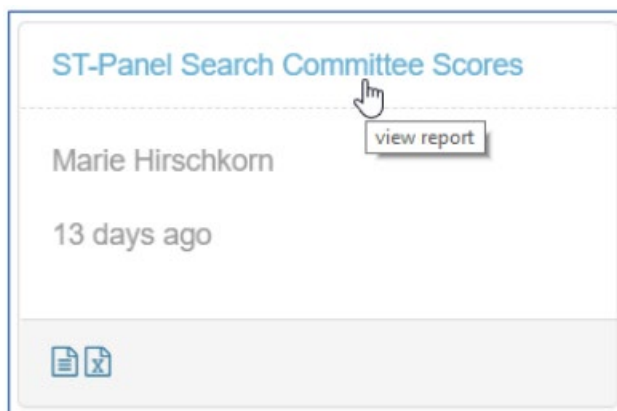 ST-Panel Search Committee Scores
view report
Marie Hirschkorn
13 days ago